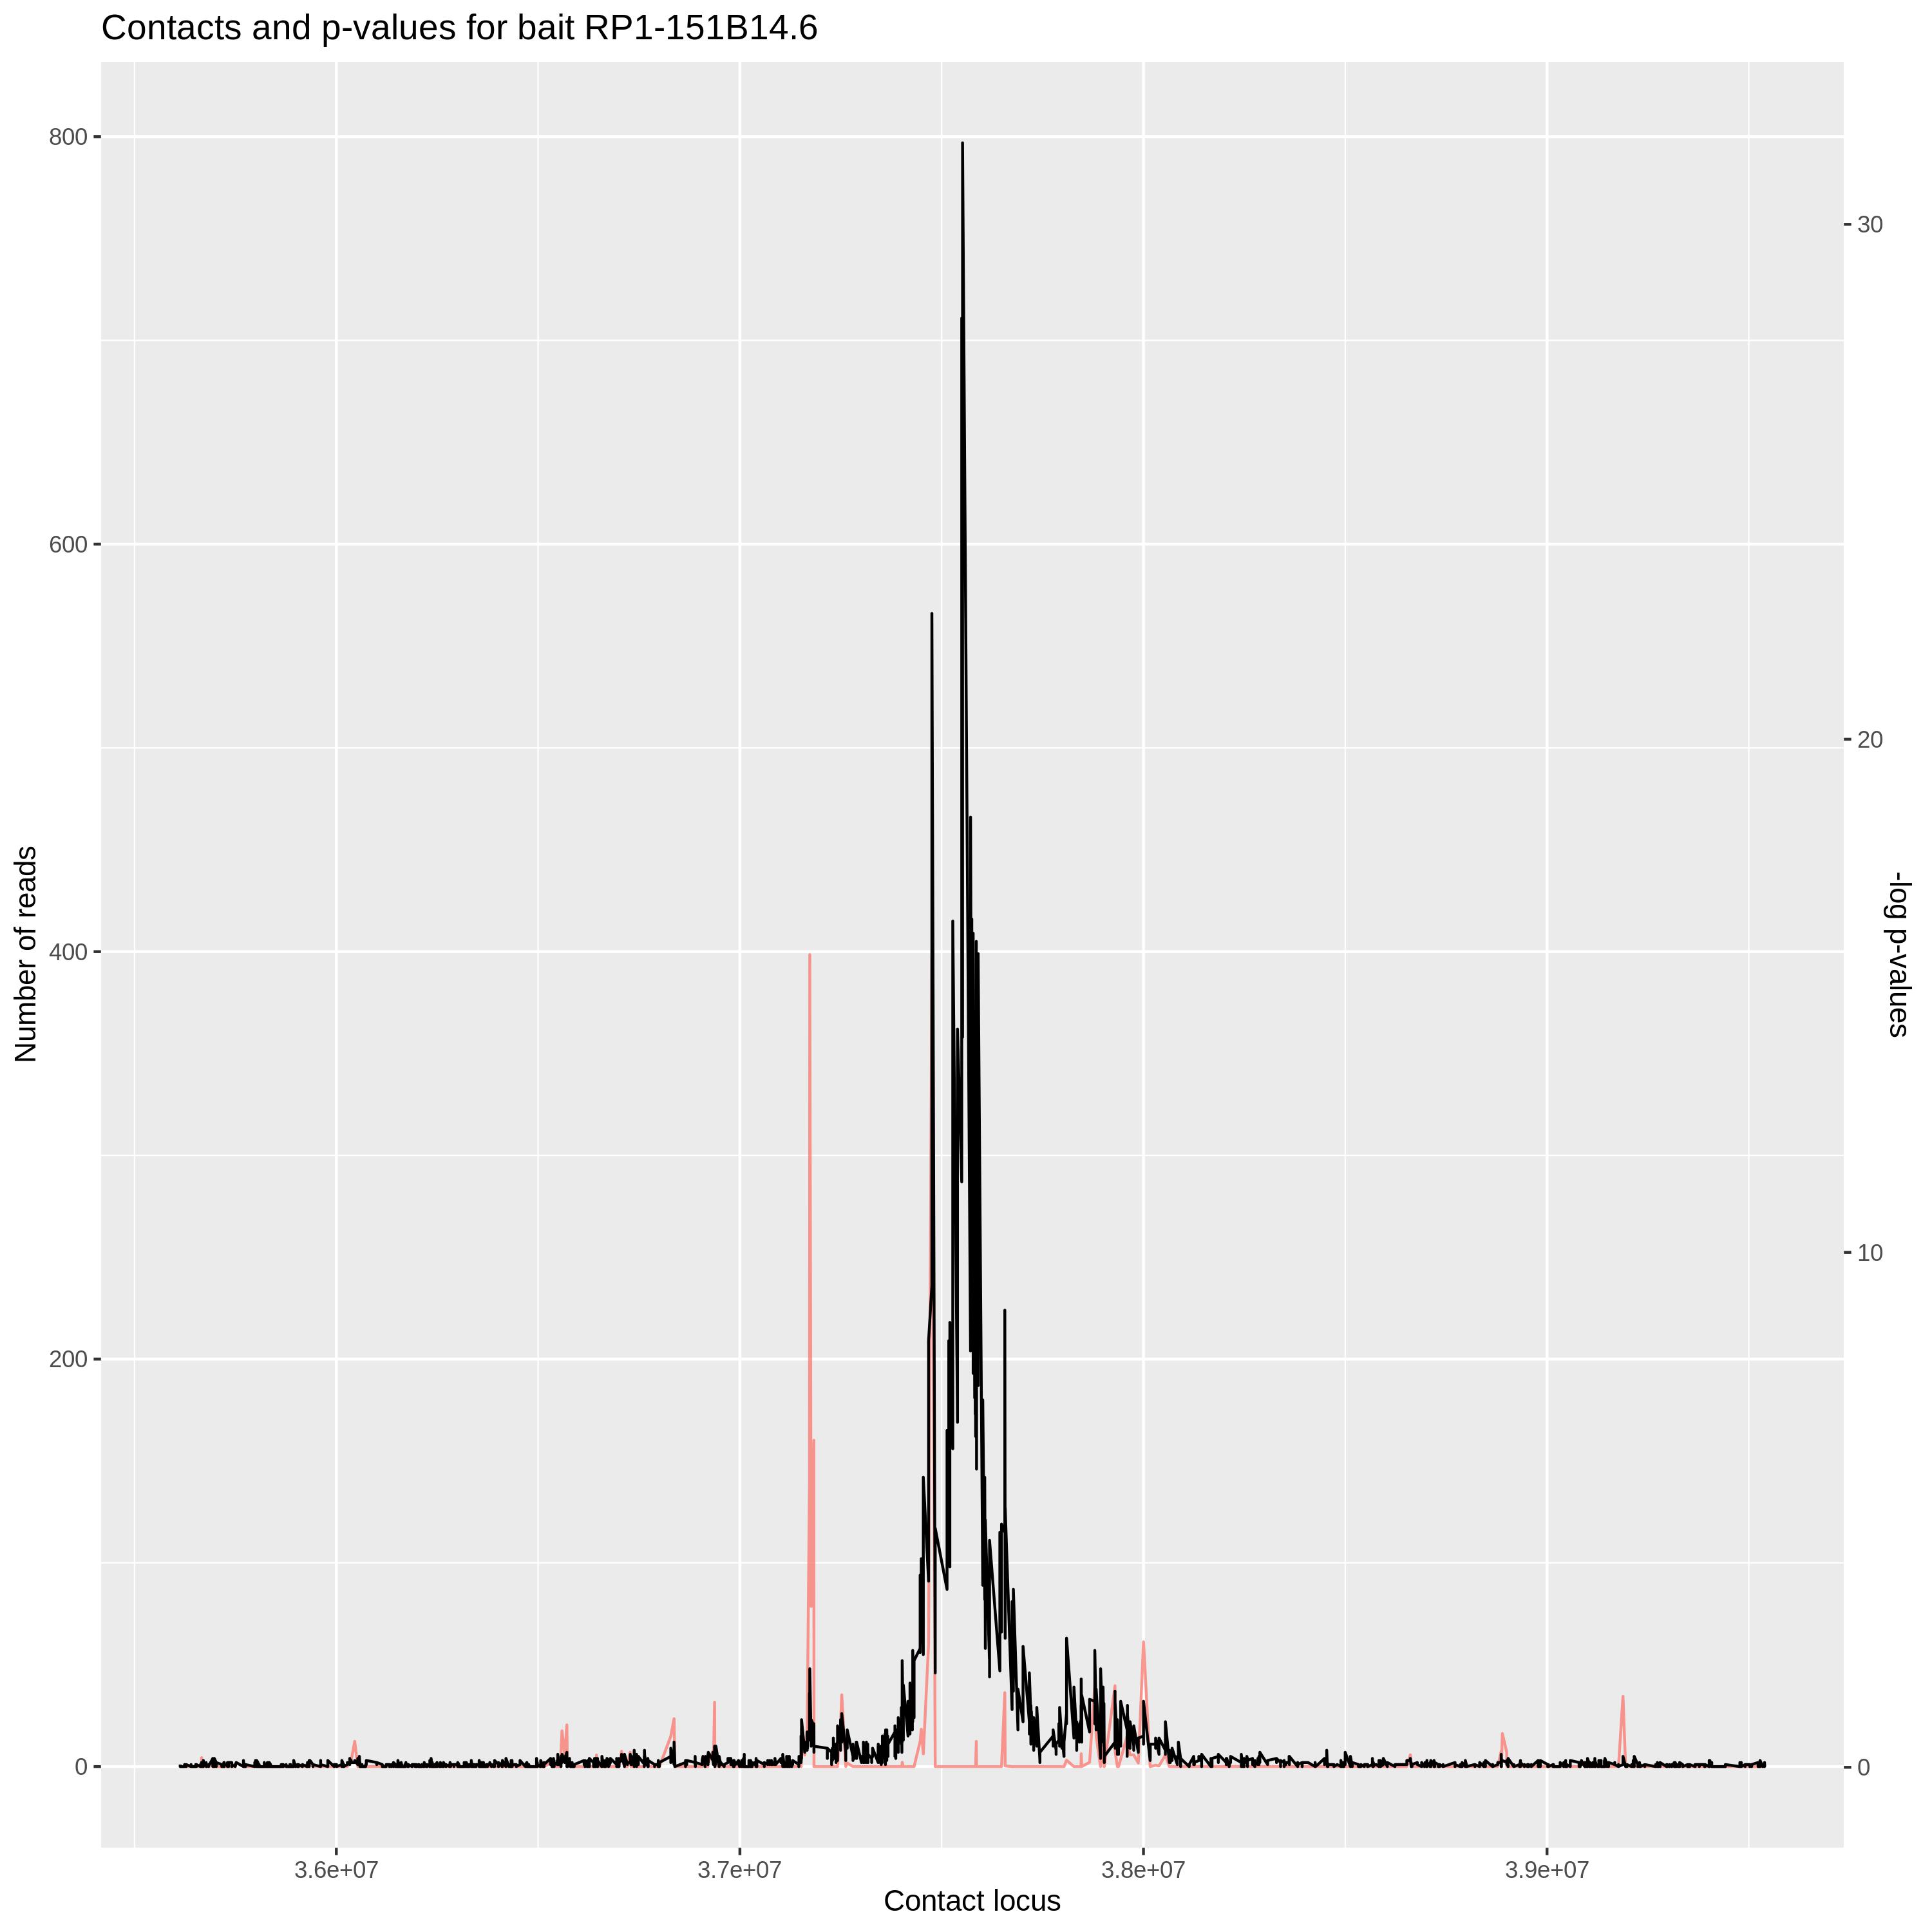 Contacts and p-values for bait RP1-151B14.6
800
600
400
200
0
Number of reads
30
20
10
0
-log p-values
3.6e+07
3.7e+07
3.8e+07
3.9e+07
Contact locus